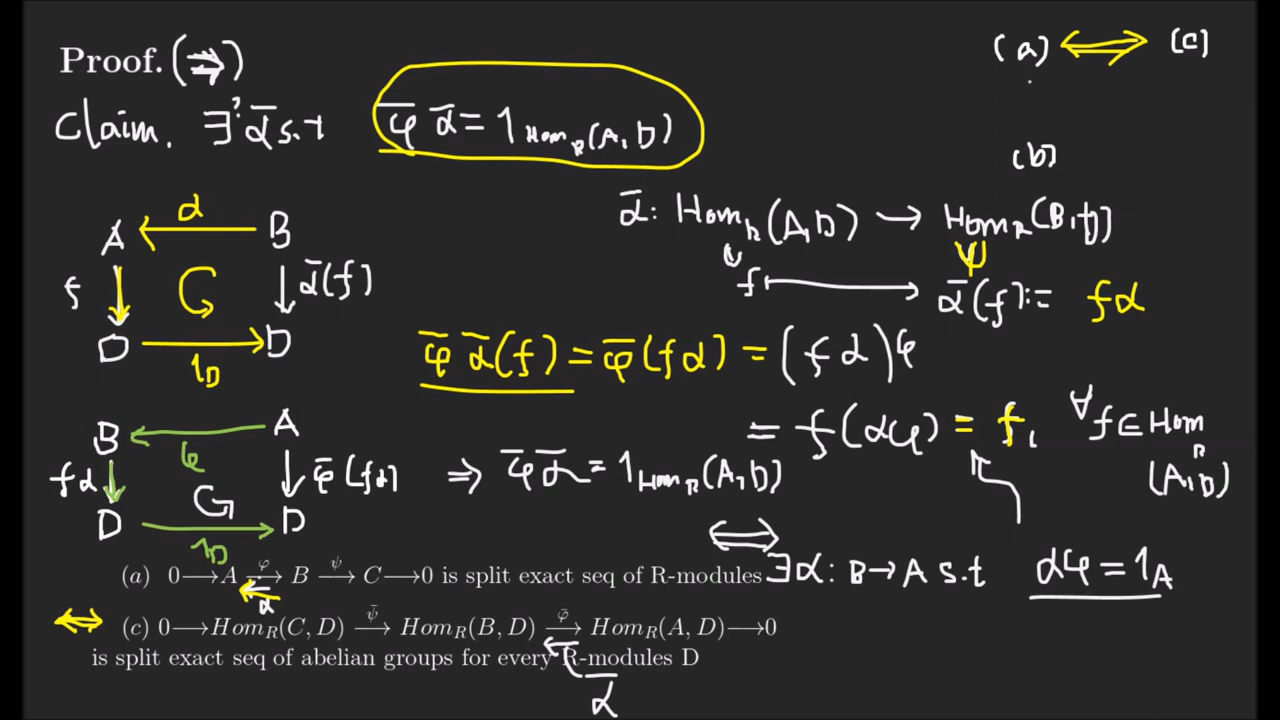 Proof. (⇒)
(a) ⟺ (c)
Claim. ∃? ᾱ s.t φ̄ ᾱ = 1_{Hom_R(A, D)}
(b)
A ←α B
f ↓ ↓ ᾱ(f)
D →1_D D
ᾱ: Hom_R(A, D) → Hom_R(B, D)
f ↦ ᾱ(f) := fα
φ̄ ᾱ(f) = φ̄(fα) = (fα)φ
= f(αφ) = f, ∀f ∈ Hom_R(A, D)
B ←φ A
fα ↓ ↓ φ̄(fα)
D →1_D D
⇒ φ̄ᾱ = 1_{Hom_R(A, D)}
⟺
(a) 0⟶A ⟶^φ B ⟶^ψ C⟶0 is split exact seq of R-modules
α
∃α: B→A s.t αφ = 1_A
⟺ (c) 0⟶Hom_R(C, D) ⟶^ψ̄ Hom_R(B, D) ⟶^φ̄ Hom_R(A, D)⟶0
is split exact seq of abelian groups for every R-modules D
ᾱ